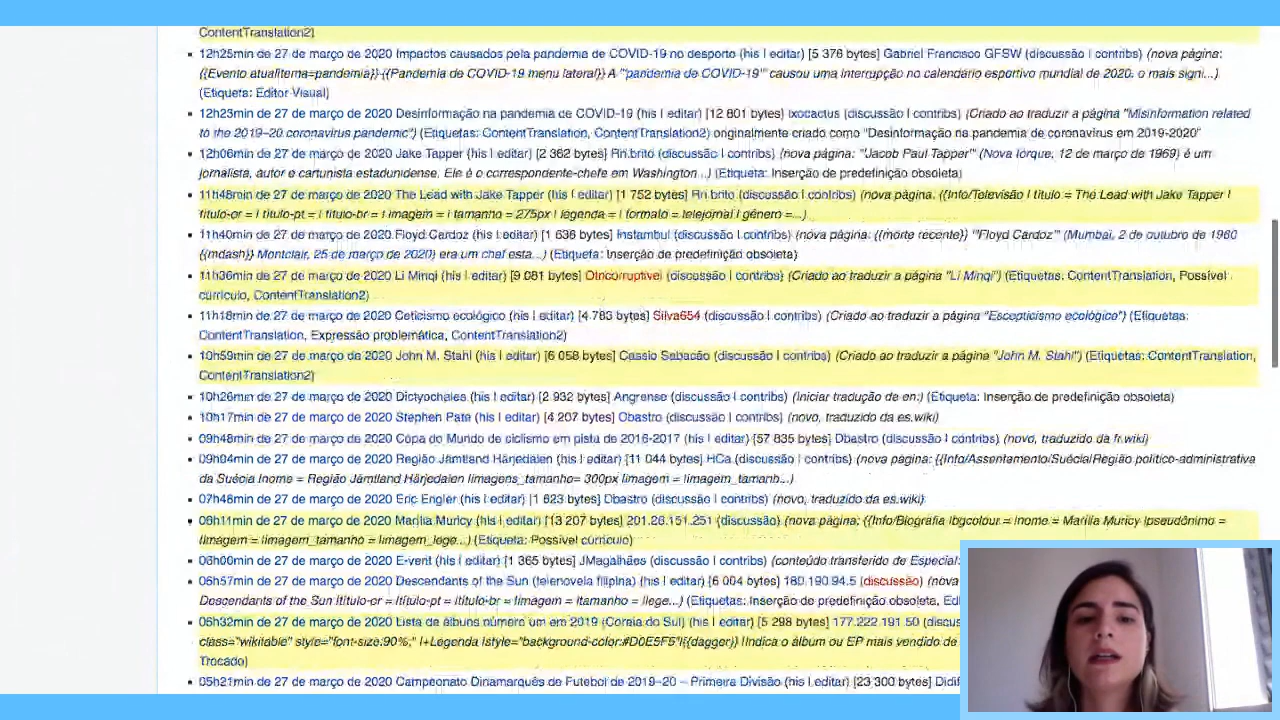 ContentTranslation2)
12h25min de 27 de março de 2020 Impactos causados pela pandemia de COVID-19 no desporto (his | editar) [5 376 bytes] Gabriel Francisco GFSW (discussão | contribs) (nova página:
{{Evento atual|tema=pandemia}} {{Pandemia de COVID-19 menu lateral}} A '''pandemia de COVID-19''' causou uma interrupção no calendário esportivo mundial de 2020. o mais signi...)
(Etiqueta: Editor Visual)
12h23min de 27 de março de 2020 Desinformação na pandemia de COVID-19 (his | editar) [12 801 bytes] Ixocactus (discussão | contribs) (Criado ao traduzir a página "Misinformation related
to the 2019–20 coronavirus pandemic") (Etiquetas: ContentTranslation, ContentTranslation2) originalmente criado como "Desinformação na pandemia de coronavírus em 2019-2020"
12h06min de 27 de março de 2020 Jake Tapper (his | editar) [2 362 bytes] Rn.brito (discussão | contribs) (nova página: '''Jacob Paul Tapper''' (Nova Iorque, 12 de março de 1969) é um
jornalista, autor e cartunista estadunidense. Ele é o correspondente-chefe em Washington...) (Etiqueta: Inserção de predefinição obsoleta)
11h48min de 27 de março de 2020 The Lead with Jake Tapper (his | editar) [1 752 bytes] Rn.brito (discussão | contribs) (nova página: {{Info/Televisão | título = The Lead with Jake Tapper |
título-or = | título-pt = | título-br = | imagem = | tamanho = 275px | legenda = | formato = telejornal | gênero =...)
11h40min de 27 de março de 2020 Floyd Cardoz (his | editar) [1 636 bytes] Instambul (discussão | contribs) (nova página: {{morte recente}} '''Floyd Cardoz''' (Mumbai, 2 de outubro de 1960
{{mdash}} Montclair, 25 de março de 2020) era um chef esta...) (Etiqueta: Inserção de predefinição obsoleta)
11h36min de 27 de março de 2020 Li Minqi (his | editar) [9 081 bytes] OIncorruptivel (discussão | contribs) (Criado ao traduzir a página "Li Minqi") (Etiquetas: ContentTranslation, Possível
currículo, ContentTranslation2)
11h18min de 27 de março de 2020 Ceticismo ecológico (his | editar) [4 783 bytes] Silva654 (discussão | contribs) (Criado ao traduzir a página "Escepticismo ecológico") (Etiquetas:
ContentTranslation, Expressão problemática, ContentTranslation2)
10h59min de 27 de março de 2020 John M. Stahl (his | editar) [6 058 bytes] Cassio Sabacão (discussão | contribs) (Criado ao traduzir a página "John M. Stahl") (Etiquetas: ContentTranslation,
ContentTranslation2)
10h26min de 27 de março de 2020 Dictyochales (his | editar) [2 932 bytes] Angrense (discussão | contribs) (Iniciar tradução de en:) (Etiqueta: Inserção de predefinição obsoleta)
10h17min de 27 de março de 2020 Stephen Pate (his | editar) [4 207 bytes] Dbastro (discussão | contribs) (novo, traduzido da es.wiki)
09h48min de 27 de março de 2020 Copa do Mundo de ciclismo em pista de 2016-2017 (his | editar) [57 835 bytes] Dbastro (discussão | contribs) (novo, traduzido da fr.wiki)
09h04min de 27 de março de 2020 Região Jämtland Härjedalen (his | editar) [11 044 bytes] HCa (discussão | contribs) (nova página: {{Info/Assentamento/Suécia/Região político-administrativa
da Suécia |nome = Região Jämtland Härjedalen |imagens_tamanho= 300px |imagem = |imagem_tamanh...)
07h48min de 27 de março de 2020 Eric Engler (his | editar) [1 623 bytes] Dbastro (discussão | contribs) (novo, traduzido da es.wiki)
06h11min de 27 de março de 2020 Marília Muricy (his | editar) [13 207 bytes] 201.26.151.251 (discussão) (nova página: {{Info/Biografia |bgcolour = |nome = Marília Muricy |pseudônimo =
|imagem = |imagem_tamanho = |imagem_lege...) (Etiqueta: Possível currículo)
06h00min de 27 de março de 2020 E-vent (his | editar) [1 365 bytes] JMagalhães (discussão | contribs) (conteúdo transferido de Especial:
06h57min de 27 de março de 2020 Descendants of the Sun (telenovela filipina) (his | editar) [6 004 bytes] 180.190.94.5 (discussão) (nova
Descendants of the Sun |título-or = |título-pt = |título-br = |imagem = |tamanho = |lege...) (Etiquetas: Inserção de predefinição obsoleta, Edi
06h32min de 27 de março de 2020 Lista de álbuns número um em 2019 (Coreia do Sul) (his | editar) [5 298 bytes] 177.222.191.50 (discus
class="wikitable" style="font-size:90%;" |+Legenda |style="background-color:#D0E5F5"|{{dagger}} |Indica o álbum ou EP mais vendido de
Trocado)
05h21min de 27 de março de 2020 Campeonato Dinamarquês de Futebol de 2019–20 – Primeira Divisão (his | editar) [23 300 bytes] Didif